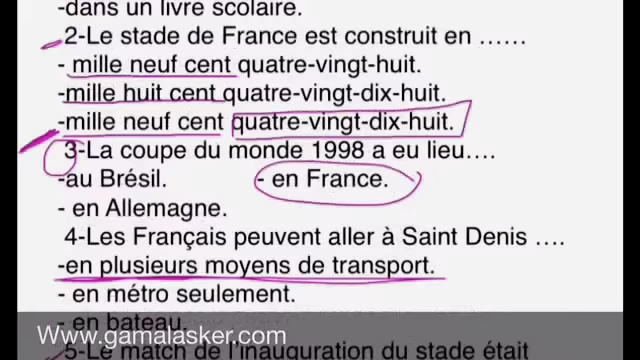 -dans un livre scolaire.
2-Le stade de France est construit en ……
- mille neuf cent quatre-vingt-huit.
-mille huit cent quatre-vingt-dix-huit.
-mille neuf cent quatre-vingt-dix-huit.
3-La coupe du monde 1998 a eu lieu….
-au Brésil. - en France.
- en Allemagne.
4-Les Français peuvent aller à Saint Denis ….
-en plusieurs moyens de transport.
- en métro seulement.
- en bateau.
Www.gamalasker.com
5-Le match de l'inauguration du stade était